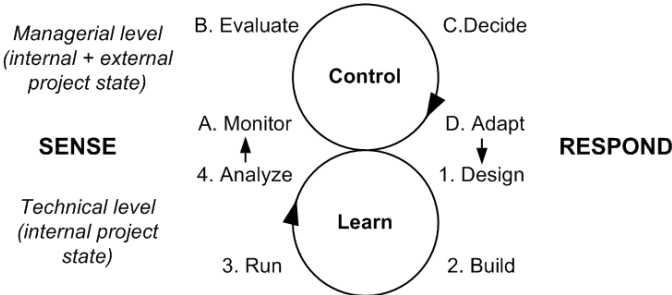 Managerial level
(internal + external
project state)
B. Evaluate
C.Decide
Control
A. Monitor
D. Adapt
SENSE
RESPOND
4. Analyze
1. Design
Technical level
(internal project
state)
Learn
3. Run
2. Build